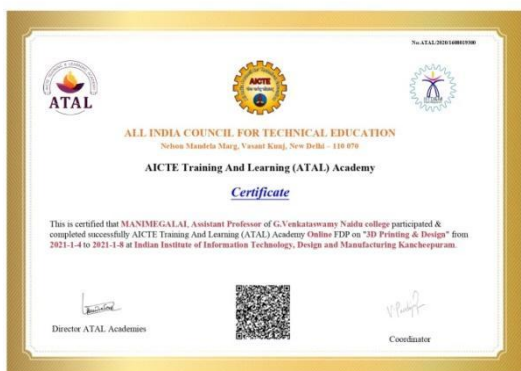 No.ATAL/2020/1608019300
ATAL
AICTE
ALL INDIA COUNCIL FOR TECHNICAL EDUCATION
Nelson Mandela Marg, Vasant Kunj, New Delhi – 110 070
AICTE Training And Learning (ATAL) Academy
Certificate
This is certified that MANIMEGALAI, Assistant Professor of G.Venkataswamy Naidu college participated &
completed successfully AICTE Training And Learning (ATAL) Academy Online FDP on "3D Printing & Design" from
2021-1-4 to 2021-1-8 at Indian Institute of Information Technology, Design and Manufacturing Kancheepuram.
Director ATAL Academies
Coordinator